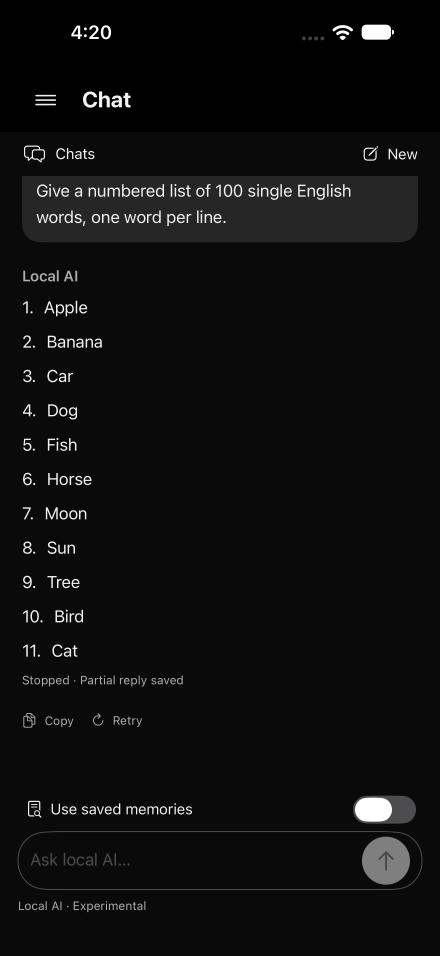 4:20
Chat
Chats
New
Give a numbered list of 100 single English
words, one word per line.
Local AI
1. Apple
2. Banana
3. Car
4. Dog
5. Fish
6. Horse
7. Moon
8. Sun
9. Tree
10. Bird
11. Cat
Stopped · Partial reply saved
Copy Retry
Use saved memories
Ask local AI...
Local AI · Experimental